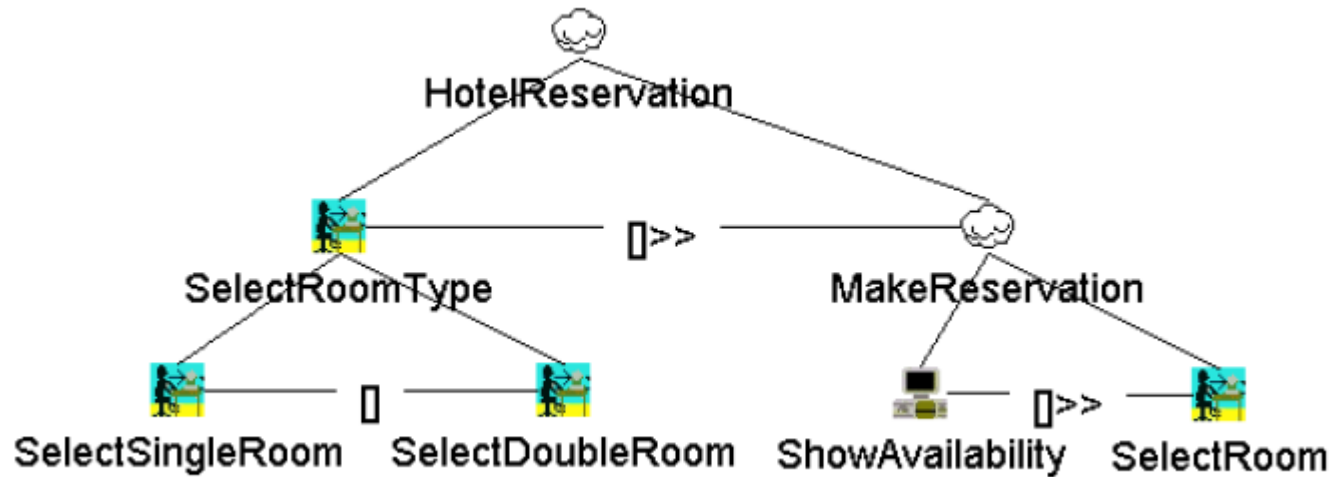 HotelReservation
[]>>
SelectRoomType
MakeReservation
[]
[]>>
SelectSingleRoom
SelectDoubleRoom
ShowAvailability
SelectRoom